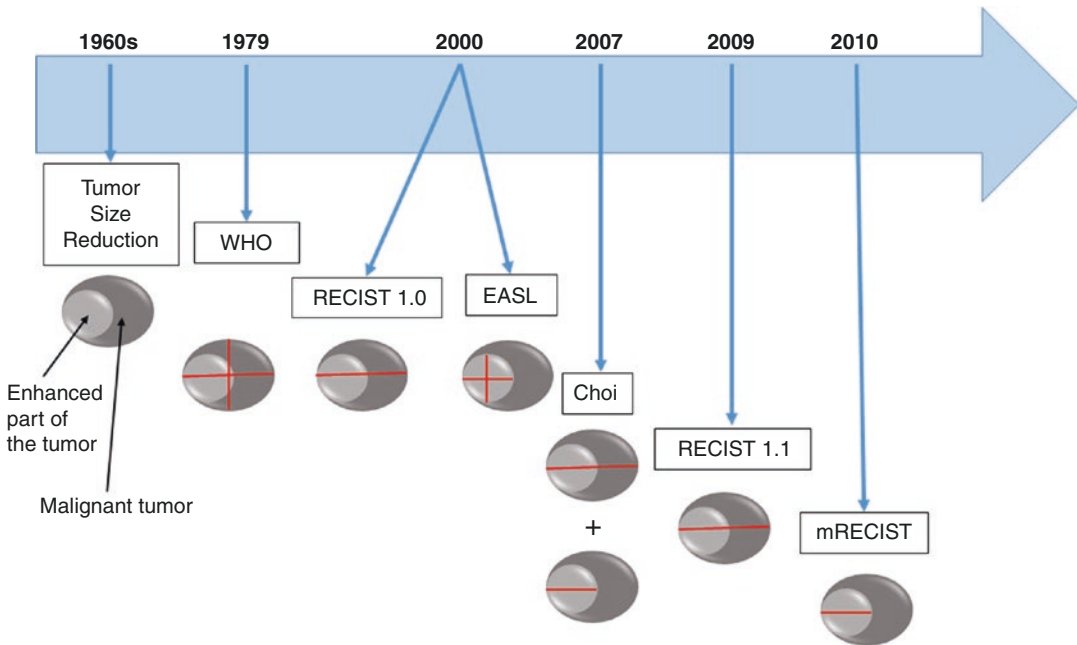 1960s 1979 2000 2007 2009 2010
Tumor
Size
Reduction
WHO
RECIST 1.0
EASL
Enhanced
part of
the tumor
Choi
RECIST 1.1
Malignant tumor
+
mRECIST